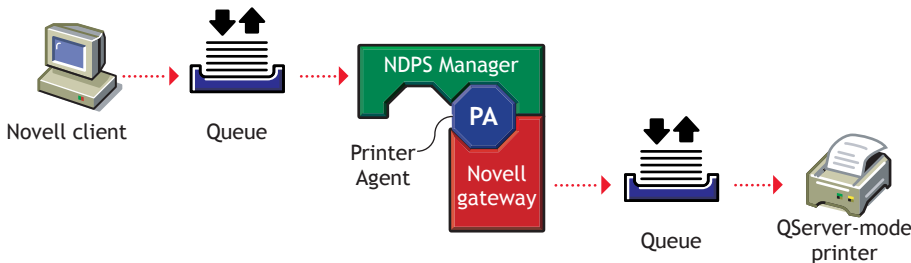 Novell client
Queue
NDPS Manager
PA
Printer
Agent
Novell
gateway
Queue
QServer-mode
printer